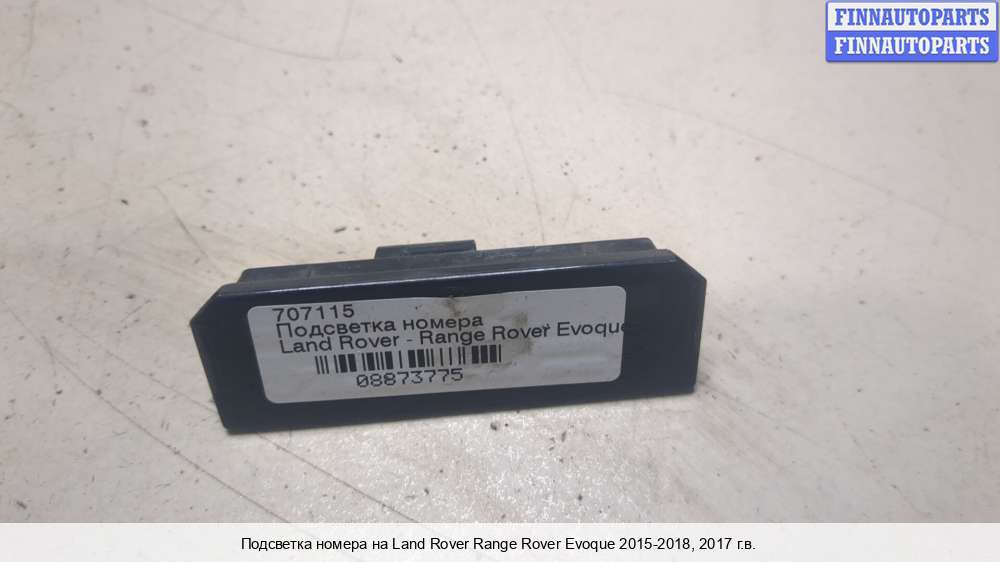 FINNAUTOPARTS
FINNAUTOPARTS
707115
Подсветка номера
Land Rover - Range Rover Evoque
08873775
Подсветка номера на Land Rover Range Rover Evoque 2015-2018, 2017 г.в.